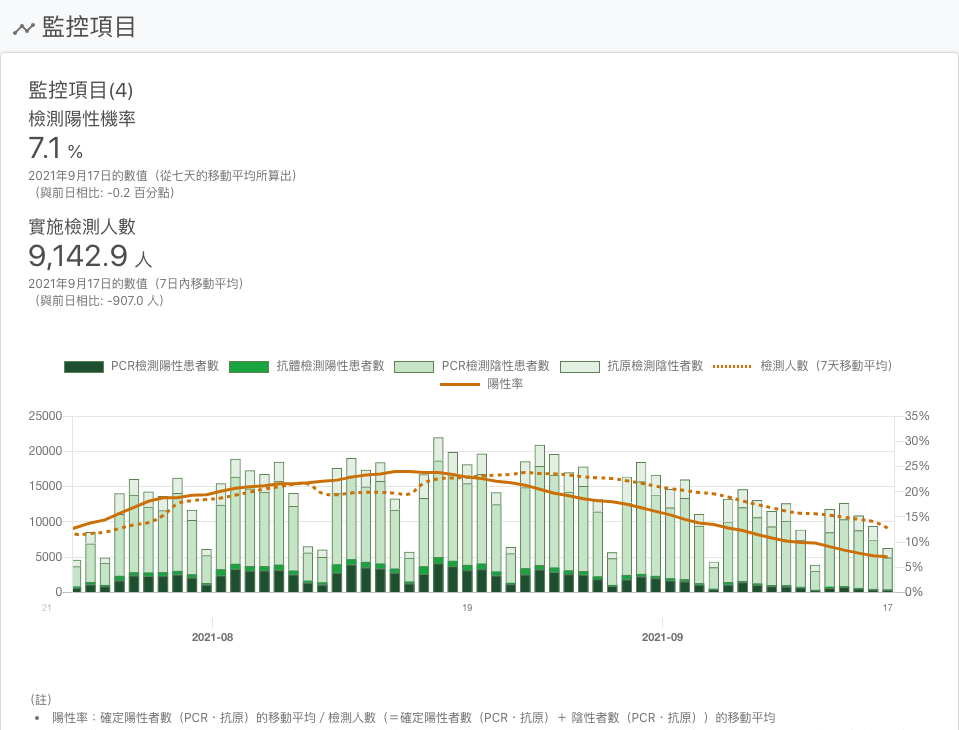 監控項目
監控項目(4)
檢測陽性機率
7.1 %
2021年9月17日的數值（從七天的移動平均所算出）
（與前日相比: -0.2 百分點）
實施檢測人數
9,142.9 人
2021年9月17日的數值（7日內移動平均）
（與前日相比: -907.0 人）
PCR檢測陽性患者數 抗體檢測陽性患者數 PCR檢測陰性患者數 抗原檢測陰性者數 檢測人數（7天移動平均）
陽性率
25000 35%
30%
20000 25%
15000 20%
15%
10000 10%
5000 5%
0 0%
21 19 17
2021-08 2021-09
（註）
• 陽性率：確定陽性者數（PCR・抗原）的移動平均 / 檢測人數（＝確定陽性者數（PCR・抗原）＋ 陰性者數（PCR・抗原））的移動平均